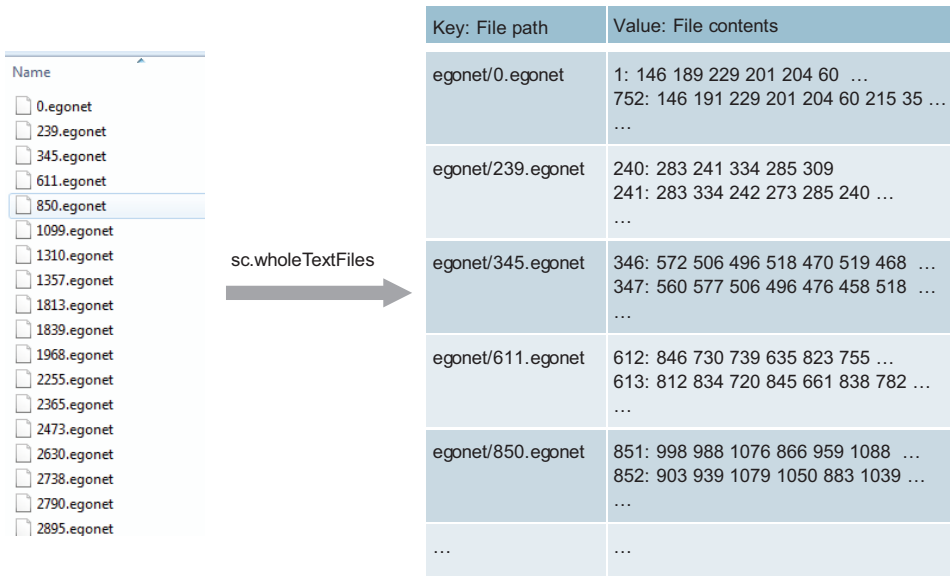 Name
0.egonet
239.egonet
345.egonet
611.egonet
850.egonet
1099.egonet
1310.egonet
1357.egonet
1813.egonet
1839.egonet
1968.egonet
2255.egonet
2365.egonet
2473.egonet
2630.egonet
2738.egonet
2790.egonet
2895.egonet
sc.wholeTextFiles
Key: File path
Value: File contents
egonet/0.egonet
1: 146 189 229 201 204 60 …
752: 146 191 229 201 204 60 215 35 …
…
egonet/239.egonet
240: 283 241 334 285 309
241: 283 334 242 273 285 240 …
…
egonet/345.egonet
346: 572 506 496 518 470 519 468 …
347: 560 577 506 496 476 458 518 …
…
egonet/611.egonet
612: 846 730 739 635 823 755 …
613: 812 834 720 845 661 838 782 …
…
egonet/850.egonet
851: 998 988 1076 866 959 1088 …
852: 903 939 1079 1050 883 1039 …
…
…
…